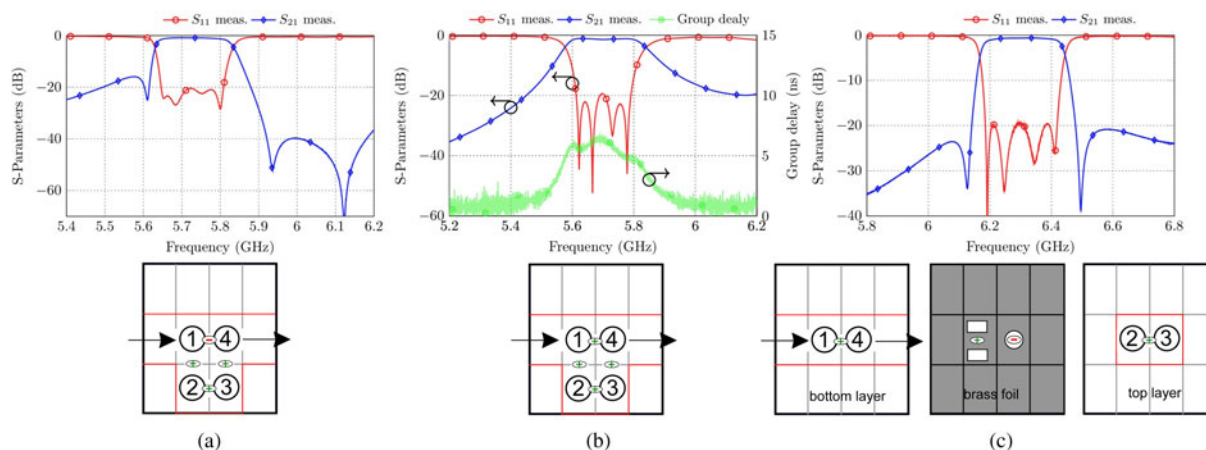 S11 meas. S21 meas.
0
−20
−40
−60
S-Parameters (dB)
5.4 5.6 5.7 5.8 5.9 6 6.1 6.2
Frequency (GHz)
1 − 4
+ +
2 + 3
(a)
S11 meas. S21 meas. Group dealy
0
−20
−40
−60
S-Parameters (dB)
15
10
5
0
Group delay (ns)
5.2 5.4 5.6 5.8 6 6.2
Frequency (GHz)
1 + 4
+ +
2 + 3
(b)
S11 meas. S21 meas.
0
−10
−20
−30
−40
S-Parameters (dB)
5.8 6 6.2 6.4 6.6 6.8
Frequency (GHz)
1 + 4
bottom layer
+ −
brass foil
2 + 3
top layer
(c)